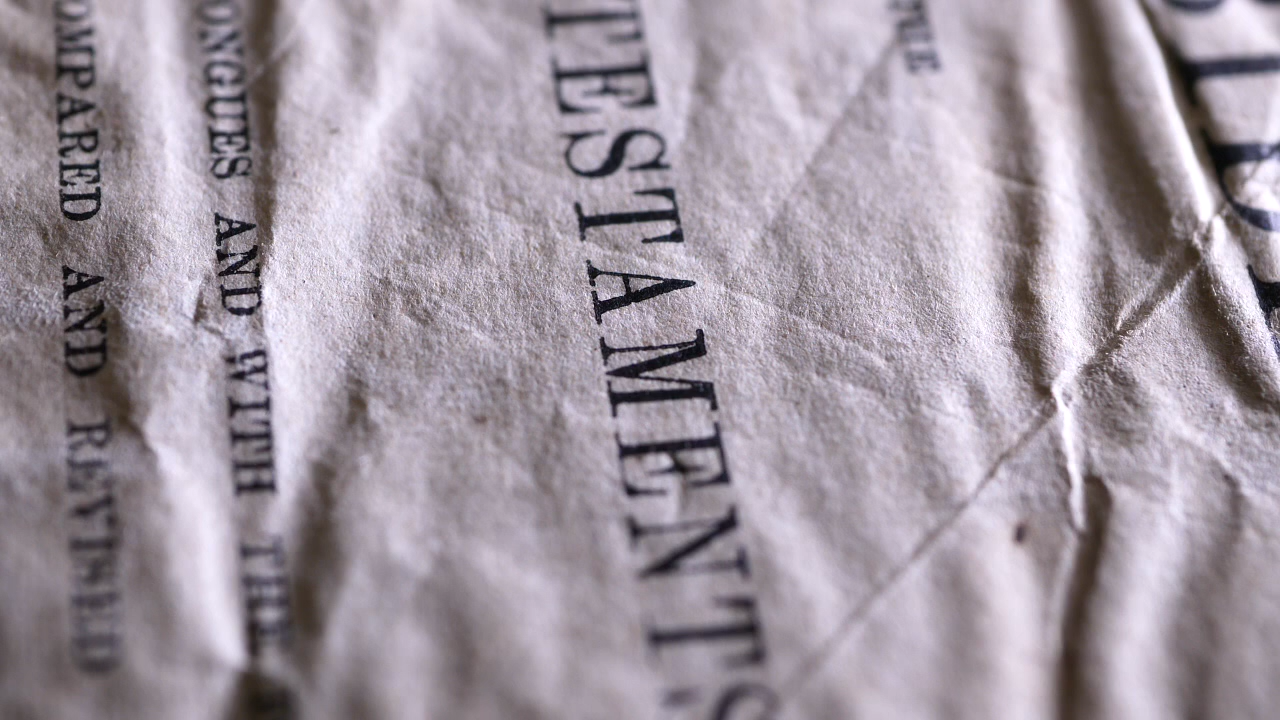 TESTAMENTS
ONGUES AND WITH THE
OMPARED AND REVISED